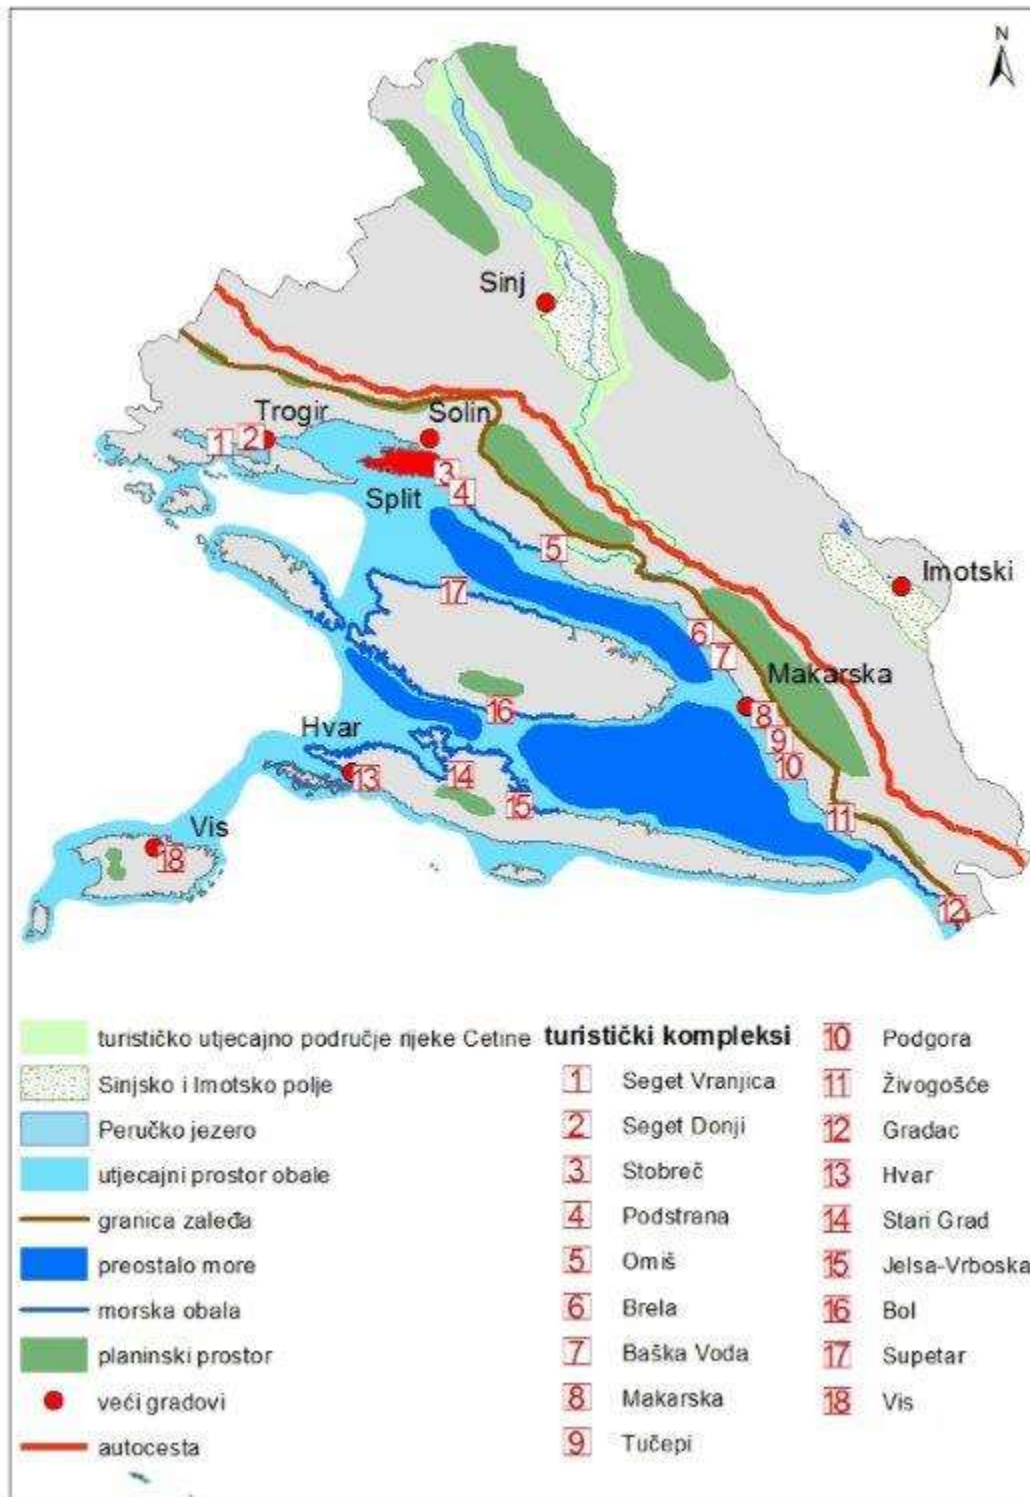 N
Sinj
Trogir
Solin
1
2
3
Split
4
5
Imotski
17
6
7
Makarska
8
16
9
Hvar
10
13
14
15
11
Vis
18
12
turističko utjecajno područje rijeke Cetine
Sinjsko i Imotsko polje
Peručko jezero
utjecajni prostor obale
granica zaleđa
preostalo more
morska obala
planinski prostor
veći gradovi
autocesta
turistički kompleksi
1 Seget Vranjica
2 Seget Donji
3 Stobreč
4 Podstrana
5 Omiš
6 Brela
7 Baška Voda
8 Makarska
9 Tučepi
10 Podgora
11 Živogošće
12 Gradac
13 Hvar
14 Stari Grad
15 Jelsa-Vrboska
16 Bol
17 Supetar
18 Vis